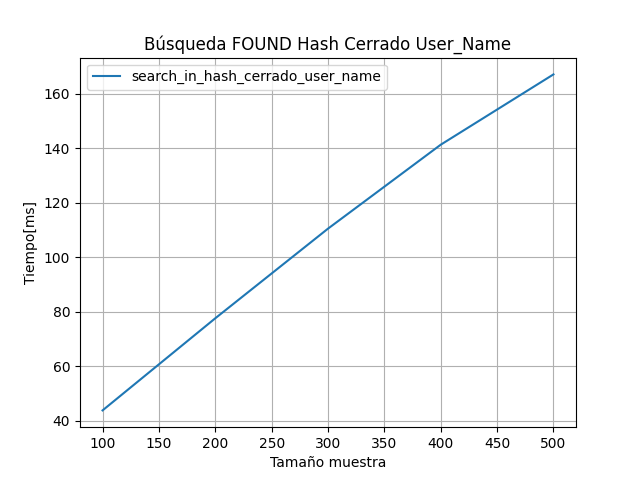 Búsqueda FOUND Hash Cerrado User_Name
search_in_hash_cerrado_user_name
160
140
120
100
80
60
40
Tiempo[ms]
100 150 200 250 300 350 400 450 500
Tamaño muestra